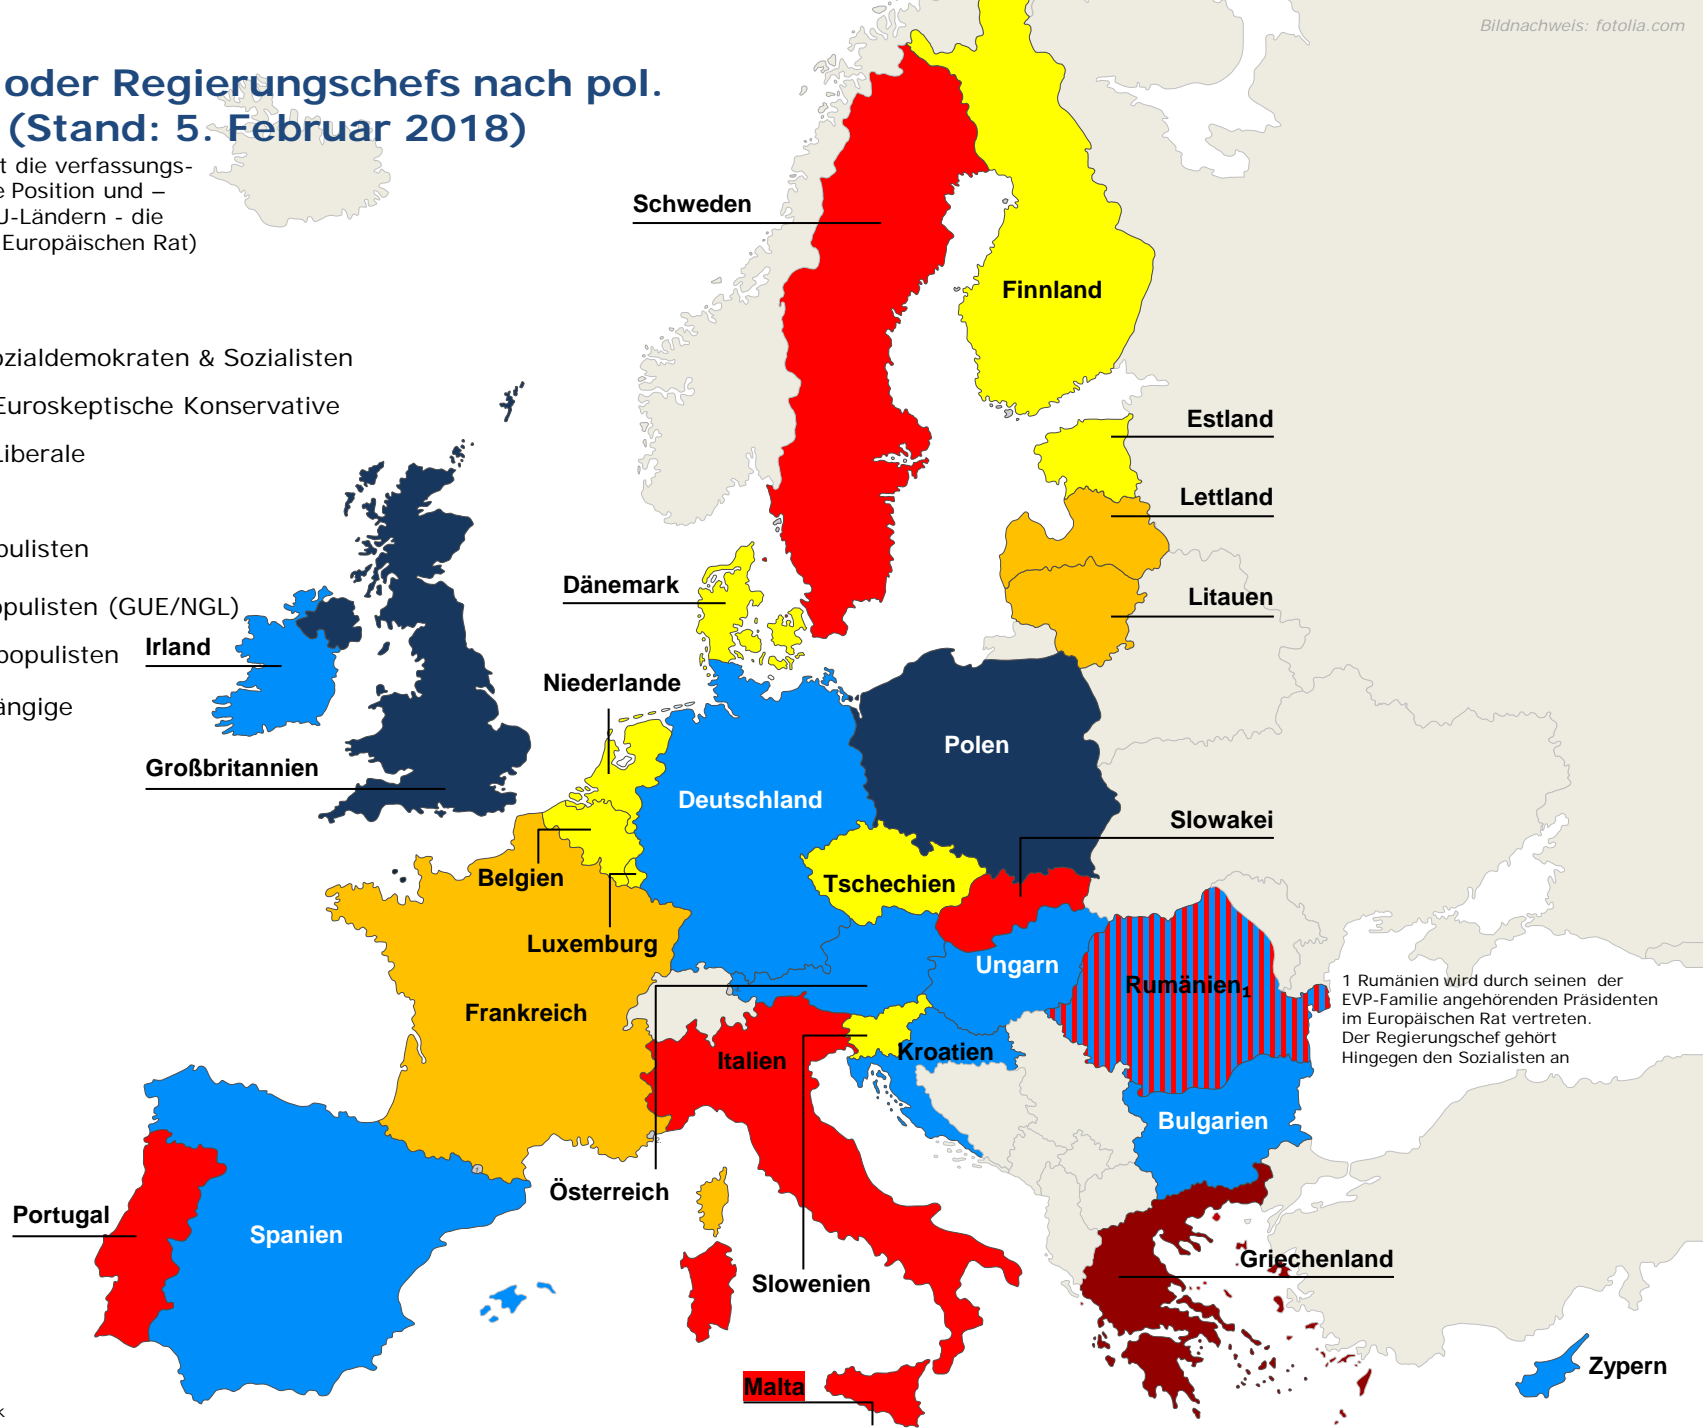 Bildnachweis: fotolia.com
oder Regierungschefs nach pol.
(Stand: 5. Februar 2018)
t die verfassungs-
e Position und –
U-Ländern - die
Europäischen Rat)
ozialdemokraten & Sozialisten
Euroskeptische Konservative
Liberale
pulisten
opulisten (GUE/NGL)
populisten
ängige
Schweden
Finnland
Estland
Lettland
Litauen
Dänemark
Irland
Niederlande
Großbritannien
Polen
Deutschland
Slowakei
Belgien
Tschechien
Luxemburg
Ungarn
Rumänien1
1 Rumänien wird durch seinen der
EVP-Familie angehörenden Präsidenten
im Europäischen Rat vertreten.
Der Regierungschef gehört
Hingegen den Sozialisten an
Frankreich
Italien
Kroatien
Bulgarien
Österreich
Portugal
Spanien
Slowenien
Griechenland
Malta
Zypern
k